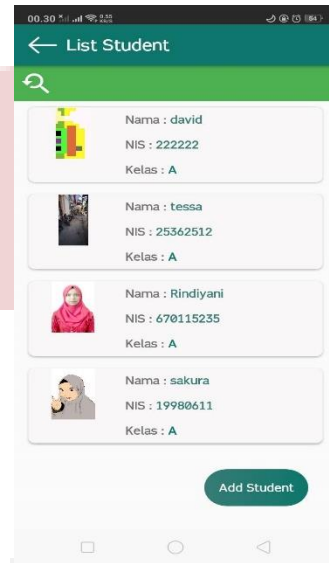 00.30
List Student
Nama : david
NIS : 222222
Kelas : A
Nama : tessa
NIS : 25362512
Kelas : A
Nama : Rindiyani
NIS : 670115235
Kelas : A
Nama : sakura
NIS : 19980611
Kelas : A
Add Student